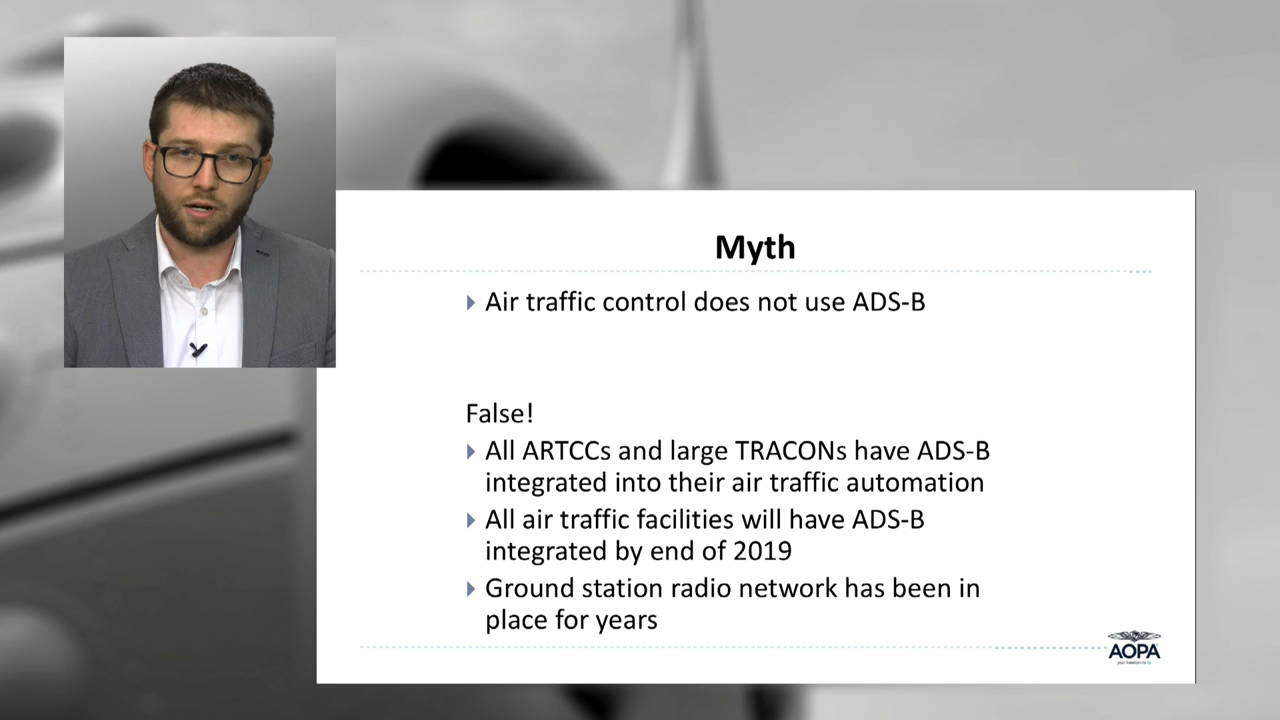 Myth
Air traffic control does not use ADS-B
False!
All ARTCCs and large TRACONs have ADS-B
integrated into their air traffic automation
All air traffic facilities will have ADS-B
integrated by end of 2019
Ground station radio network has been in
place for years
AOPA